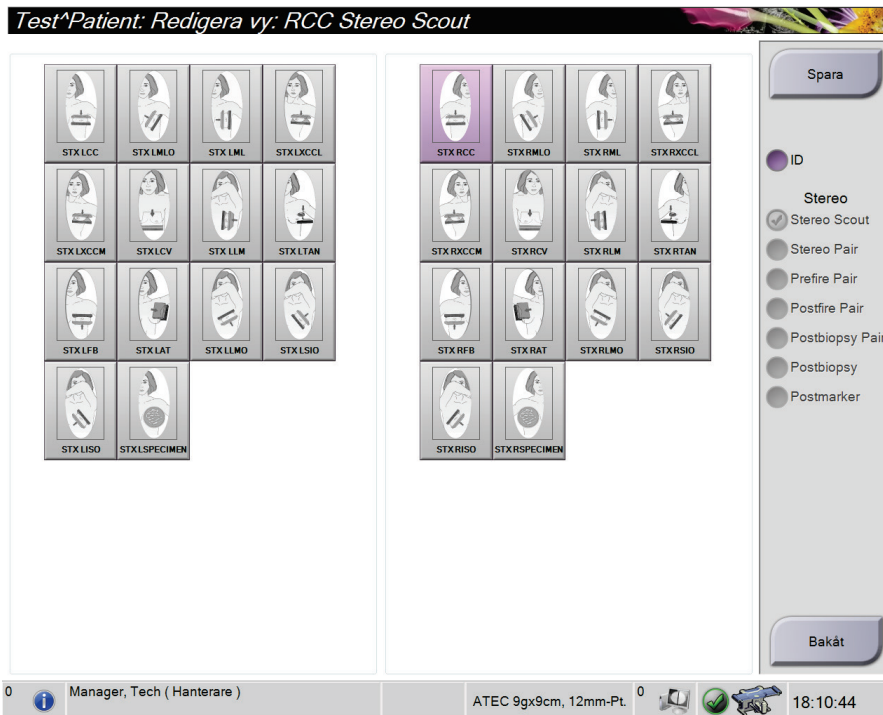 Test^Patient: Redigera vy: RCC Stereo Scout
STX LCC STX LMLO STX LML STX LXCCL
STX LXCCM STX LCV STX LLM STX LTAN
STX LFB STX LAT STX LLMO STX LSIO
STX LISO STX LSPECIMEN
STX RCC STX RMLO STX RML STX RXCCL
STX RXCCM STX RCV STX RLM STX RTAN
STX RFB STX RAT STX RLMO STX RSIO
STX RISO STX RSPECIMEN
Spara
ID
Stereo
Stereo Scout
Stereo Pair
Prefire Pair
Postfire Pair
Postbiopsy Pair
Postbiopsy
Postmarker
Bakåt
0 Manager, Tech ( Hanterare ) ATEC 9gx9cm, 12mm-Pt. 0 18:10:44